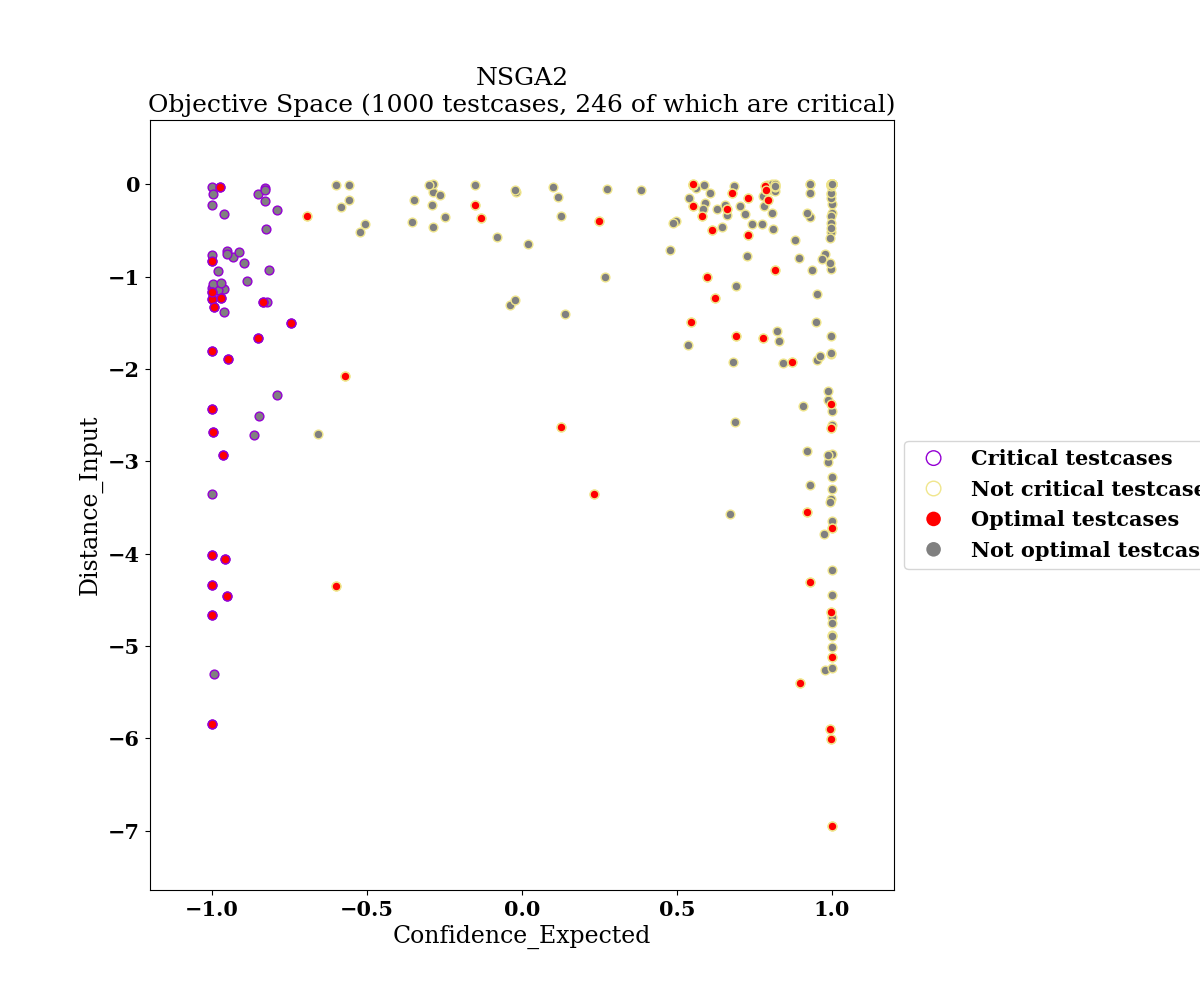 NSGA2
Objective Space (1000 testcases, 246 of which are critical)
0
−1
−2
−3
−4
−5
−6
−7
Distance_Input
−1.0
−0.5
0.0
0.5
1.0
Confidence_Expected
Critical testcases
Not critical testcase
Optimal testcases
Not optimal testcas